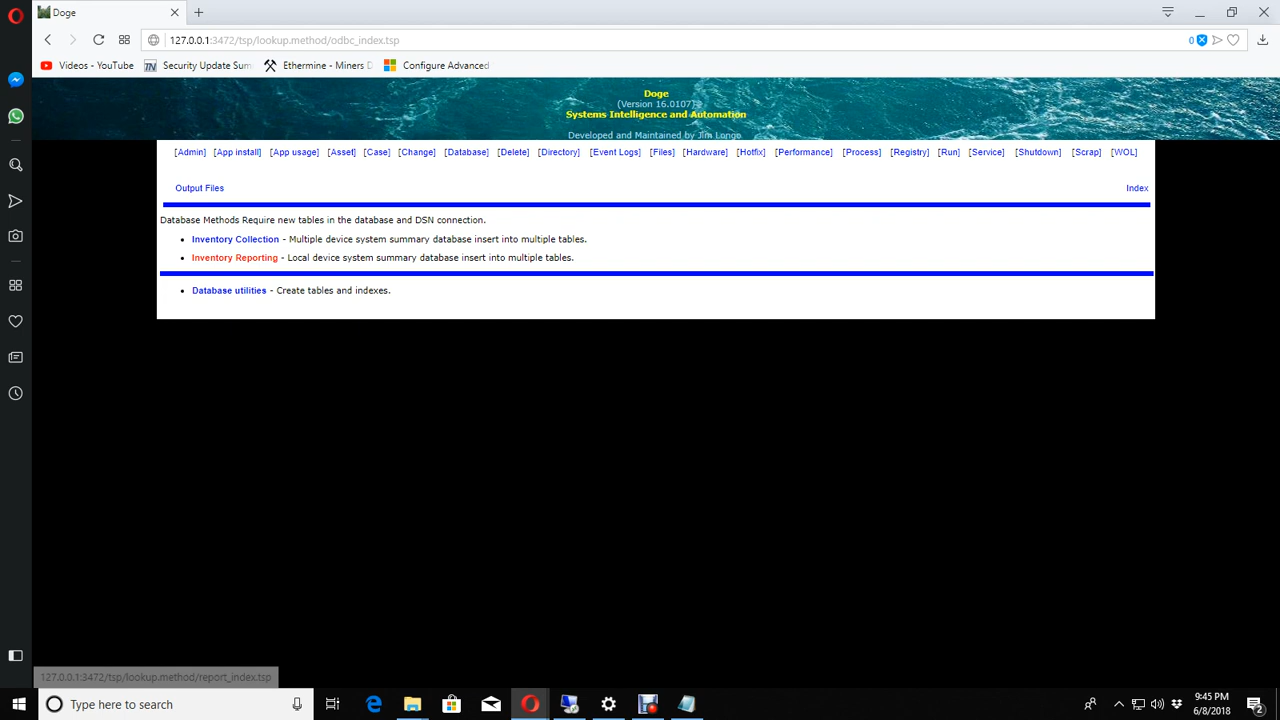 Doge
127.0.0.1:3472/tsp/lookup.method/odbc_index.tsp
0
Videos - YouTube
Security Update Sum
Ethermine - Miners D
Configure Advanced
Doge
(Version 16.0107)
Systems Intelligence and Automation
Developed and Maintained by Jim Longo
[Admin] [App install] [App usage] [Asset] [Case] [Change] [Database] [Delete] [Directory] [Event Logs] [Files] [Hardware] [Hotfix] [Performance] [Process] [Registry] [Run] [Service] [Shutdown] [Scrap] [WOL]
Output Files
Index
Database Methods Require new tables in the database and DSN connection.
Inventory Collection - Multiple device system summary database insert into multiple tables.
Inventory Reporting - Local device system summary database insert into multiple tables.
Database utilities - Create tables and indexes.
127.0.0.1:3472/tsp/lookup.method/report_index.tsp
Type here to search
9:45 PM
6/8/2018
2